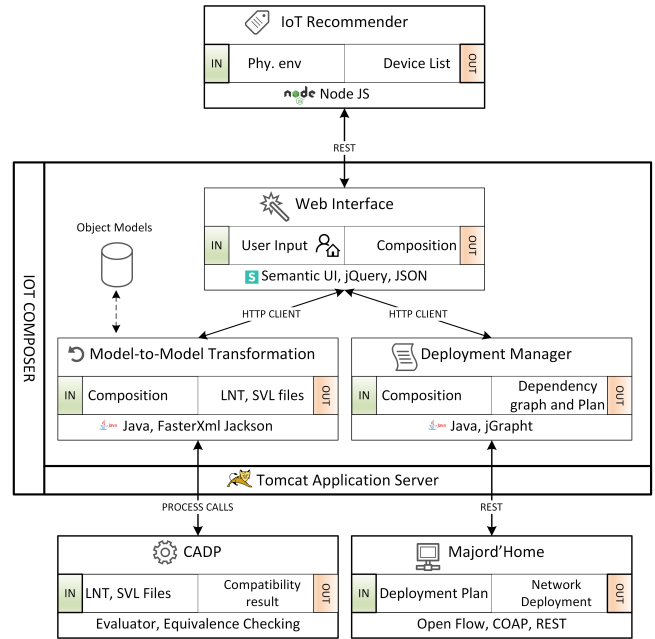 IoT Recommender
IN
Phy. env
Device List
OUT
node
JS
Node JS
REST
IOT COMPOSER
Web Interface
IN
User Input
Composition
OUT
S
Semantic UI, jQuery, JSON
Object Models
HTTP CLIENT
HTTP CLIENT
Model-to-Model Transformation
IN
Composition
LNT, SVL files
OUT
Java
Java, FasterXml Jackson
Deployment Manager
IN
Composition
Dependency
graph and Plan
OUT
Java
Java, jGrapht
Tomcat Application Server
PROCESS CALLS
REST
CADP
IN
LNT, SVL Files
Compatibility
result
OUT
Evaluator, Equivalence Checking
Majord'Home
IN
Deployment Plan
Network
Deployment
OUT
Open Flow, COAP, REST